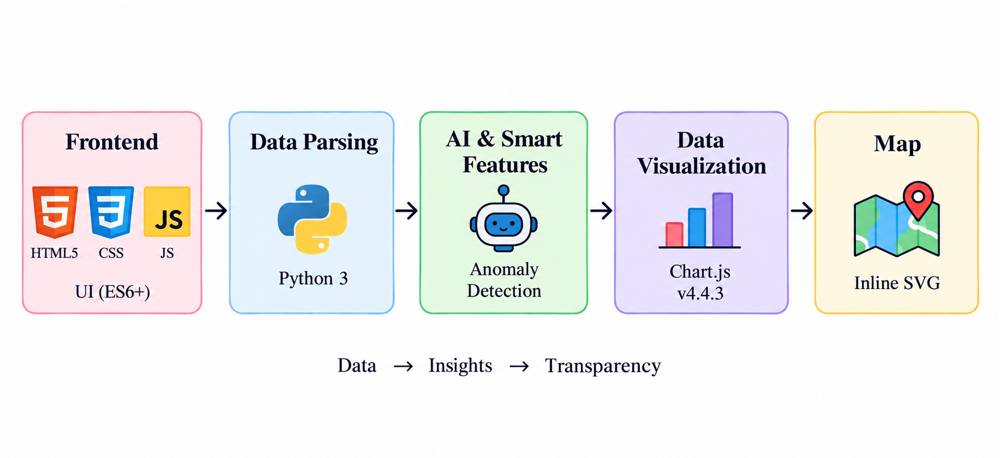 Frontend
HTML5 CSS JS
JS
UI (ES6+)
Data Parsing
Python 3
AI & Smart
Features
Anomaly
Detection
Data
Visualization
Chart.js
v4.4.3
Map
Inline SVG
Data → Insights → Transparency